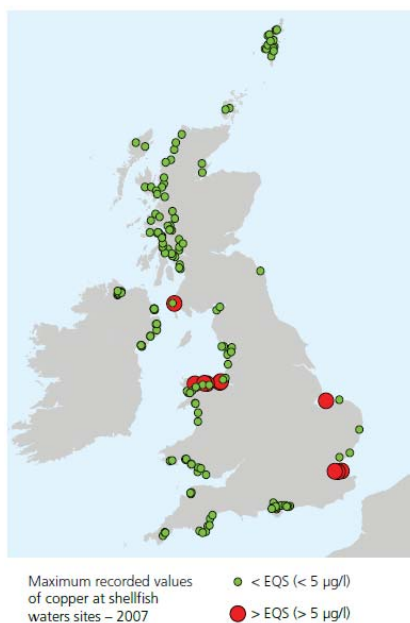 Maximum recorded values
of copper at shellfish
waters sites – 2007
< EQS (< 5 µg/l)
> EQS (> 5 µg/l)